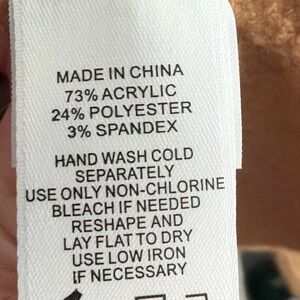 MADE IN CHINA
73% ACRYLIC
24% POLYESTER
3% SPANDEX
HAND WASH COLD
SEPARATELY
USE ONLY NON-CHLORINE
BLEACH IF NEEDED
RESHAPE AND
LAY FLAT TO DRY
USE LOW IRON
IF NECESSARY